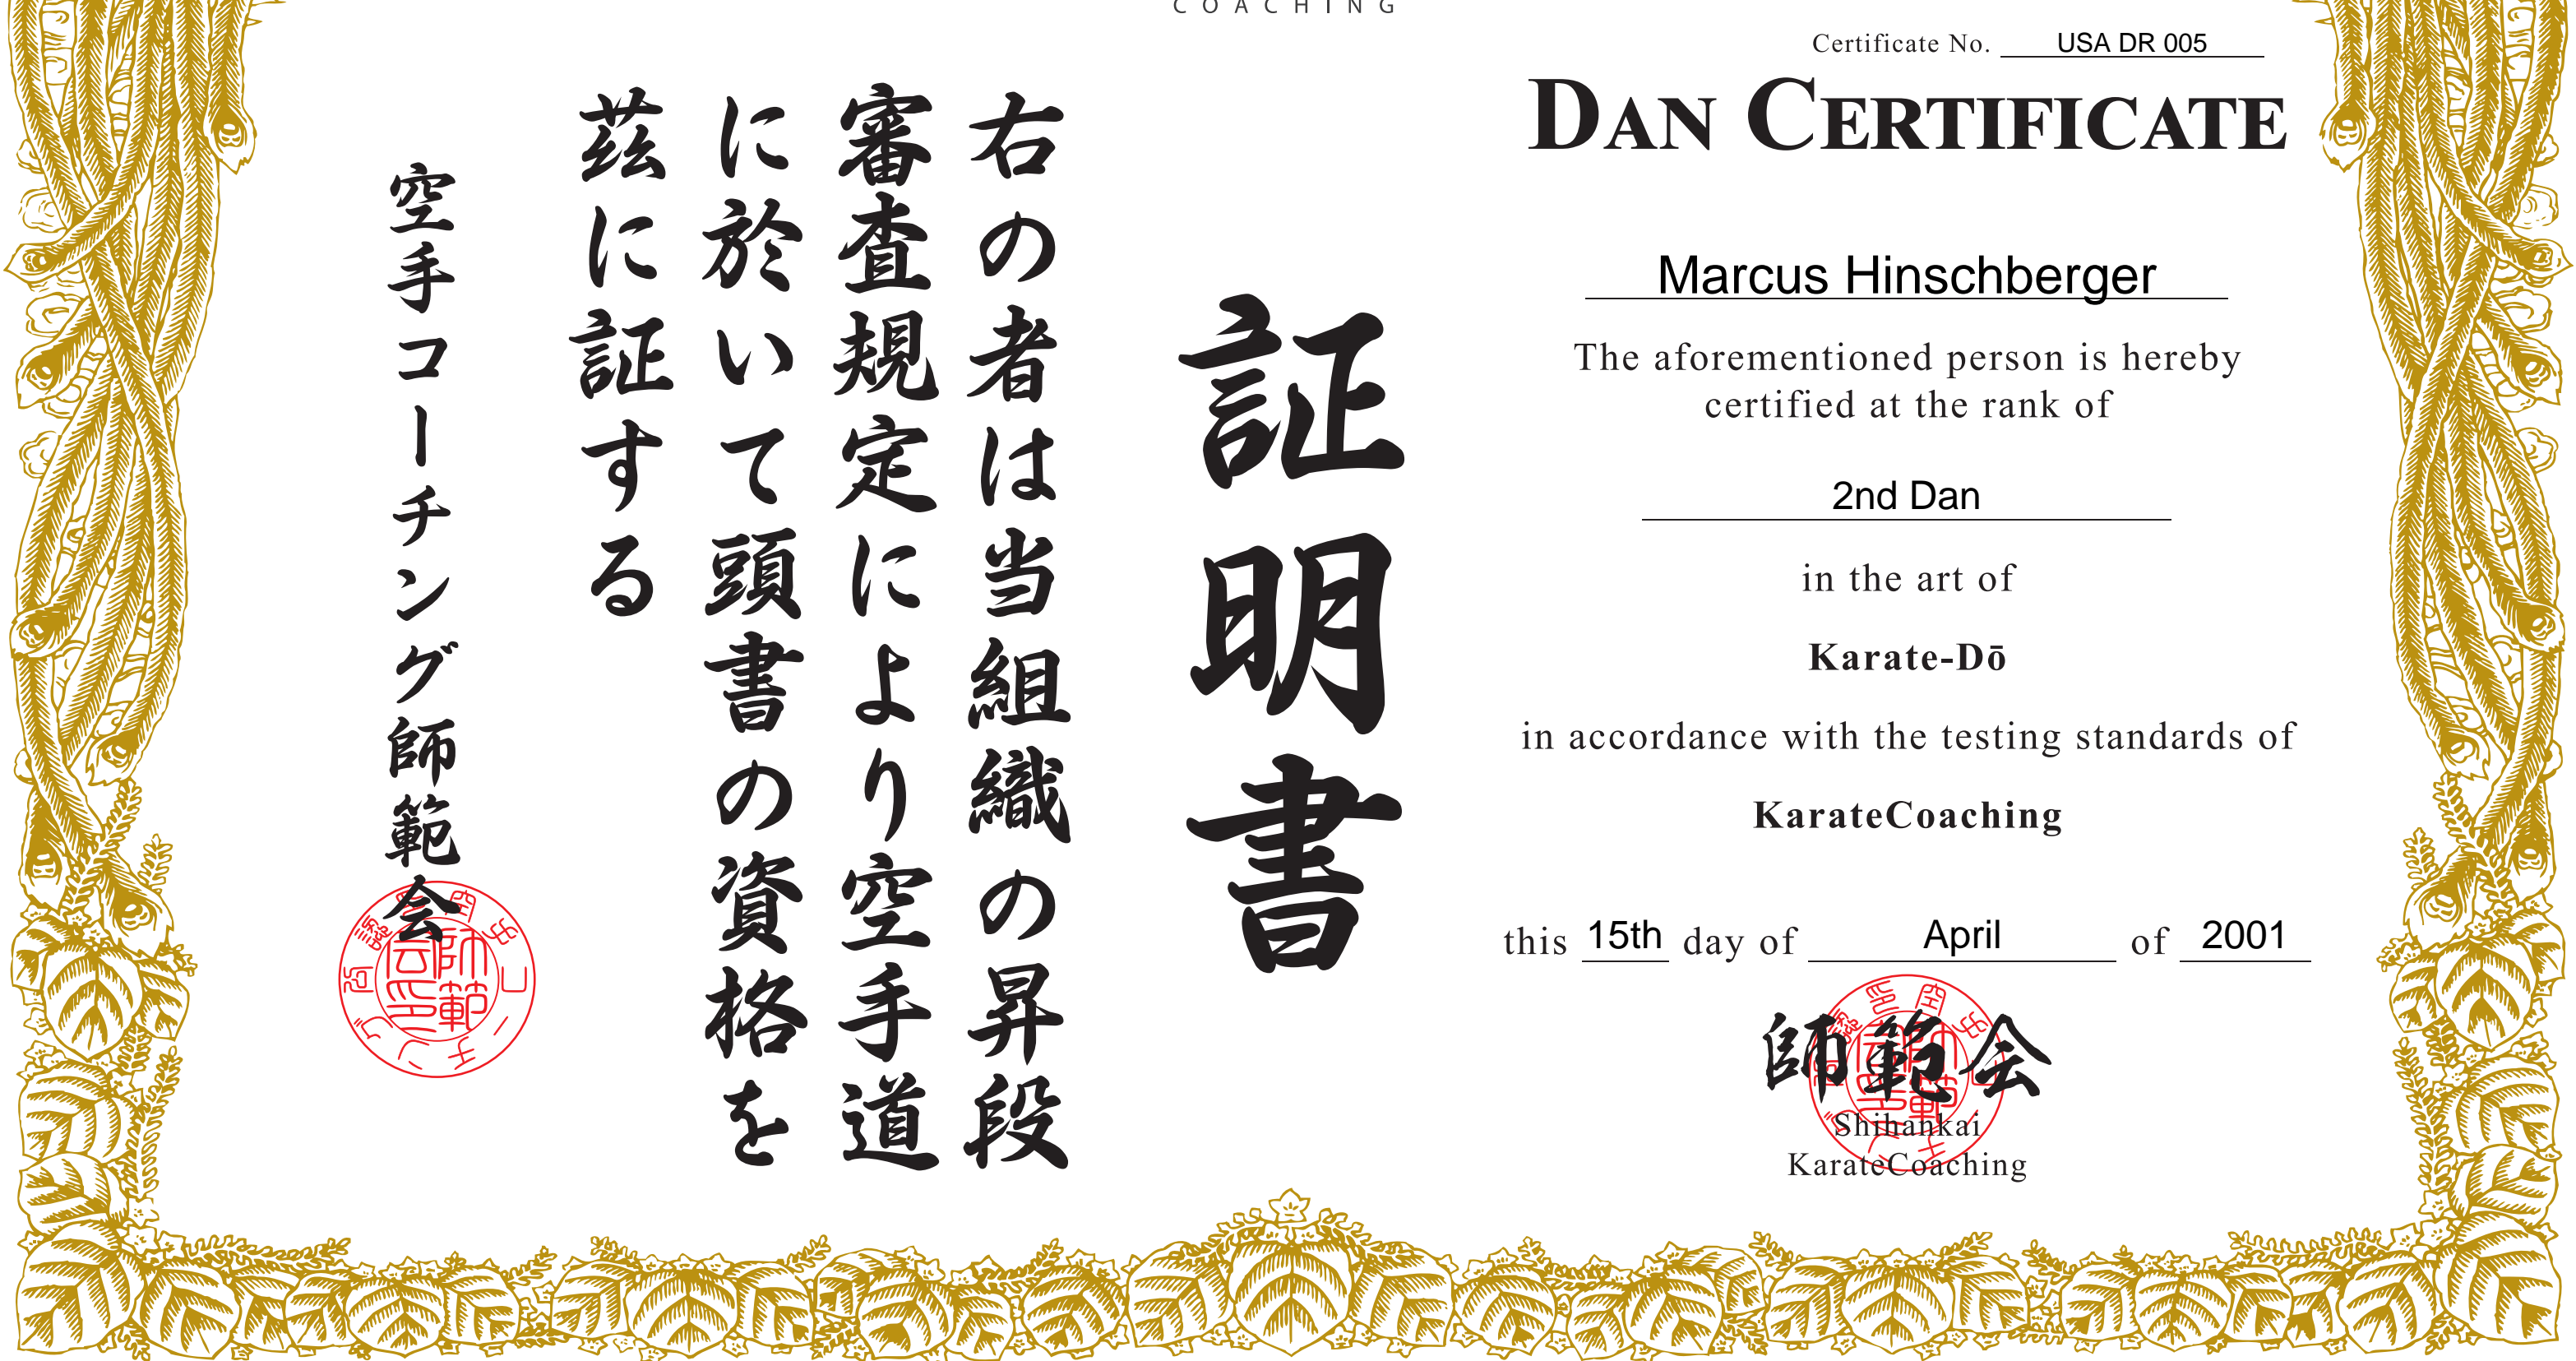 COACHING
Certificate No. USA DR 005
DAN CERTIFICATE
Marcus Hinschberger
The aforementioned person is hereby
certified at the rank of
2nd Dan
in the art of
Karate-Dō
in accordance with the testing standards of
KarateCoaching
this 15th day of April of 2001
師範会
Shihankai
KarateCoaching
証明書
右の者は当組織の昇段
審査規定により空手道
に於いて頭書の資格を
茲に証する
空手コーチング師範会